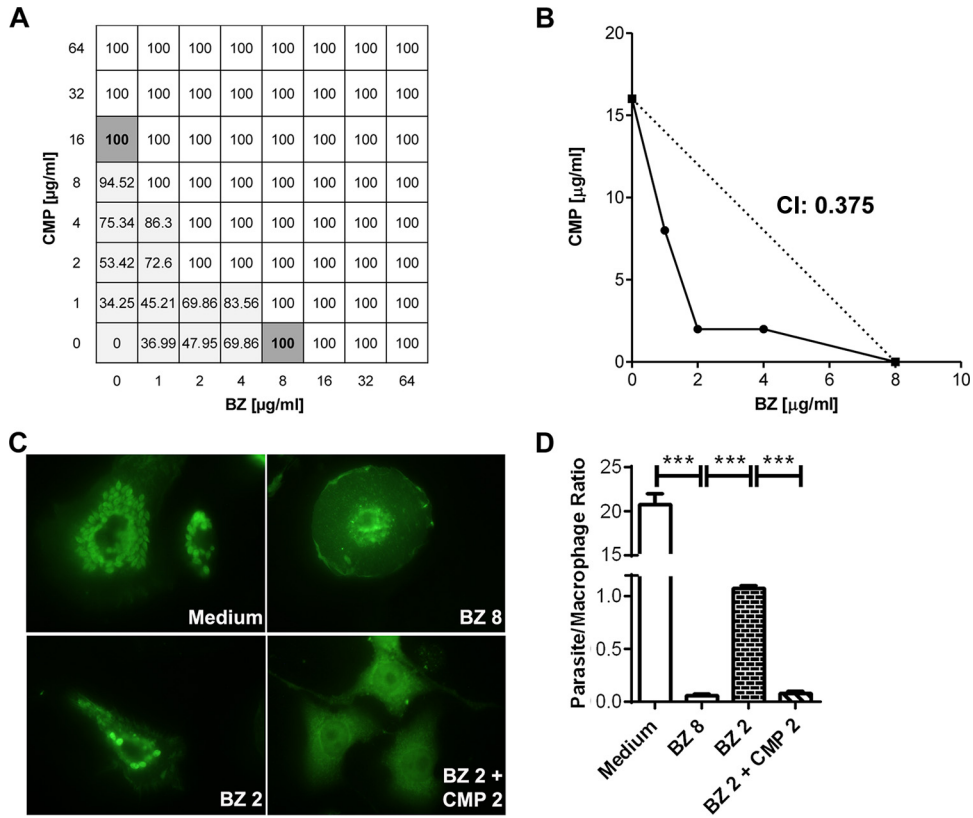 A
64 100 100 100 100 100 100 100 100
32 100 100 100 100 100 100 100 100
16 100 100 100 100 100 100 100 100
8 94.52 100 100 100 100 100 100 100
4 75.34 86.3 100 100 100 100 100 100
2 53.42 72.6 100 100 100 100 100 100
1 34.25 45.21 69.86 83.56 100 100 100 100
0 0 36.99 47.95 69.86 100 100 100 100
0 1 2 4 8 16 32 64
CMP [µg/ml]
BZ [µg/ml]
B
20
15
10
5
0
CMP [µg/ml]
CI: 0.375
0 2 4 6 8 10
BZ [µg/ml]
C
Medium
BZ 8
BZ 2
BZ 2 +
CMP 2
D
Parasite/Macrophage Ratio
*** *** ***
25
20
15
1.0
0.5
0.0
Medium
BZ 8
BZ 2
BZ 2 + CMP 2